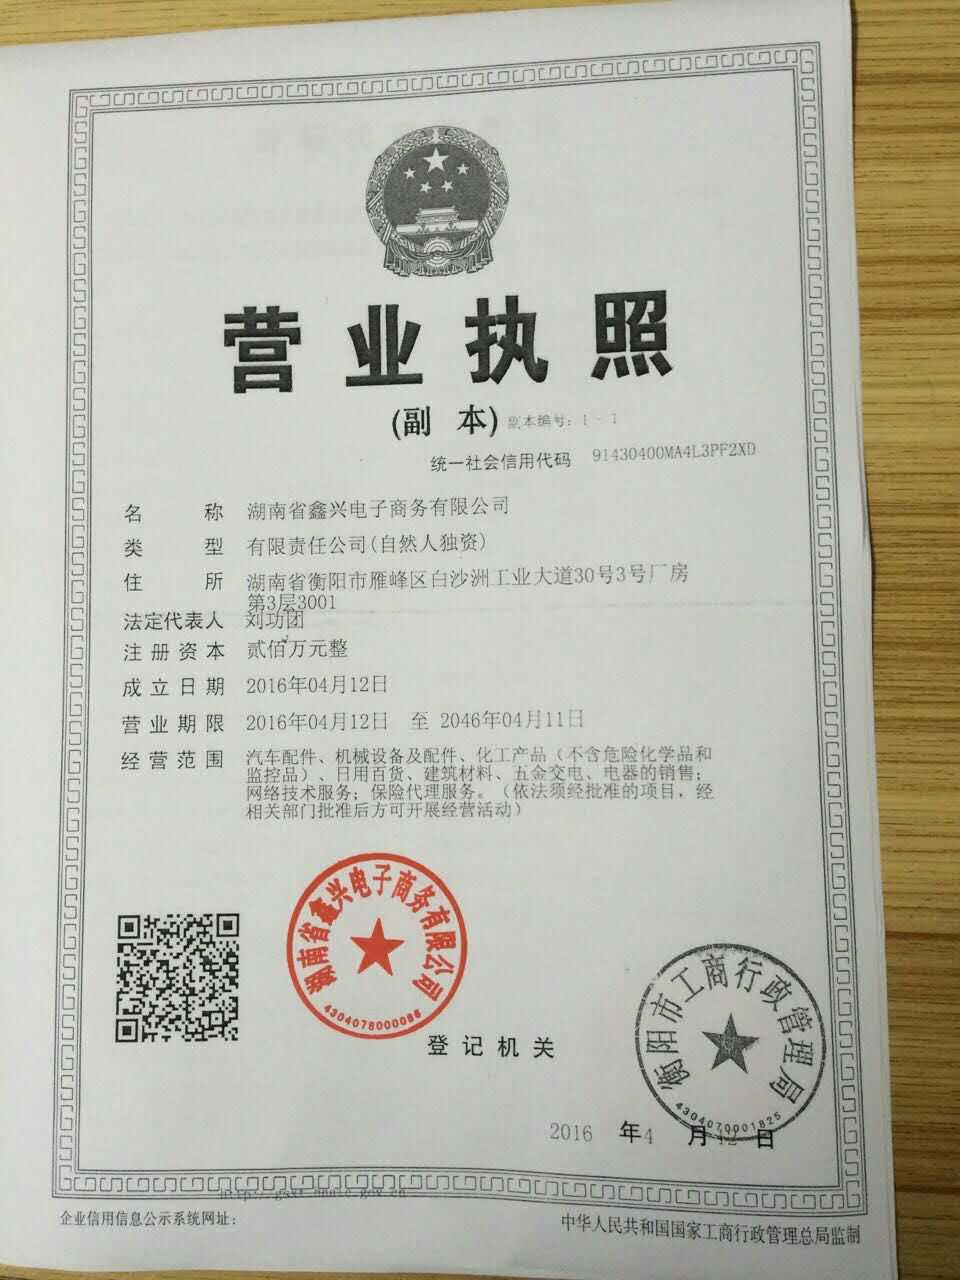 营业执照
(副 本) 副本编号：1－1
统一社会信用代码 91430400MA4L3PF2XD
名称 湖南省鑫兴电子商务有限公司
类型 有限责任公司(自然人独资)
住所 湖南省衡阳市雁峰区白沙洲工业大道30号3号厂房
第3层3001
法定代表人 刘功团
注册资本 贰佰万元整
成立日期 2016年04月12日
营业期限 2016年04月12日 至 2046年04月11日
经营范围 汽车配件、机械设备及配件、化工产品（不含危险化学品和
监控品）、日用百货、建筑材料、五金交电、电器的销售；
网络技术服务；保险代理服务。（依法须经批准的项目，经
相关部门批准后方可开展经营活动）
湖南省鑫兴电子商务有限公司
4304078000086
登记机关
衡阳市工商行政管理局
4304070001825
2016 年4 月12日
企业信用信息公示系统网址：
中华人民共和国国家工商行政管理总局监制